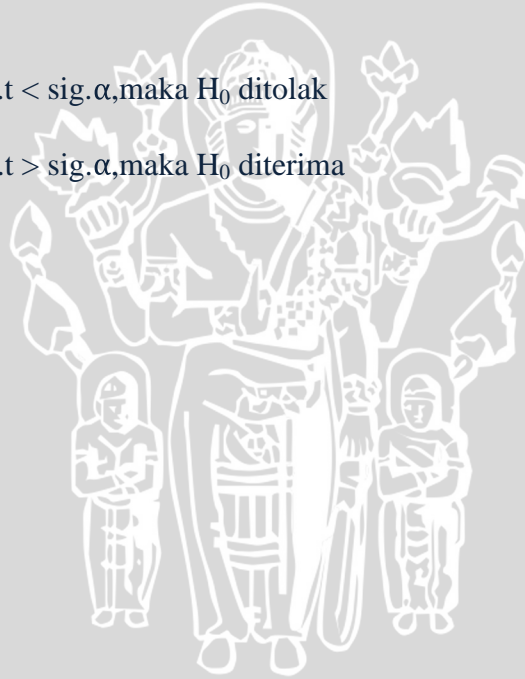 .t < sig.α,maka H₀ ditolak
.t > sig.α,maka H₀ diterima